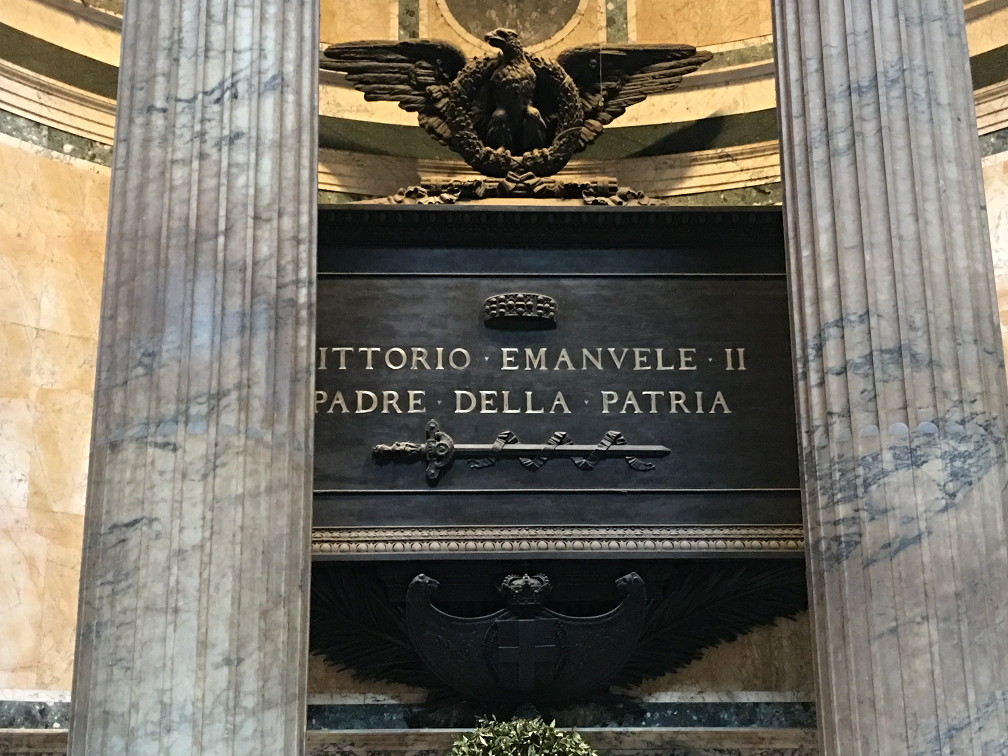 ITTORIO · EMANVELE · II
PADRE · DELLA · PATRIA